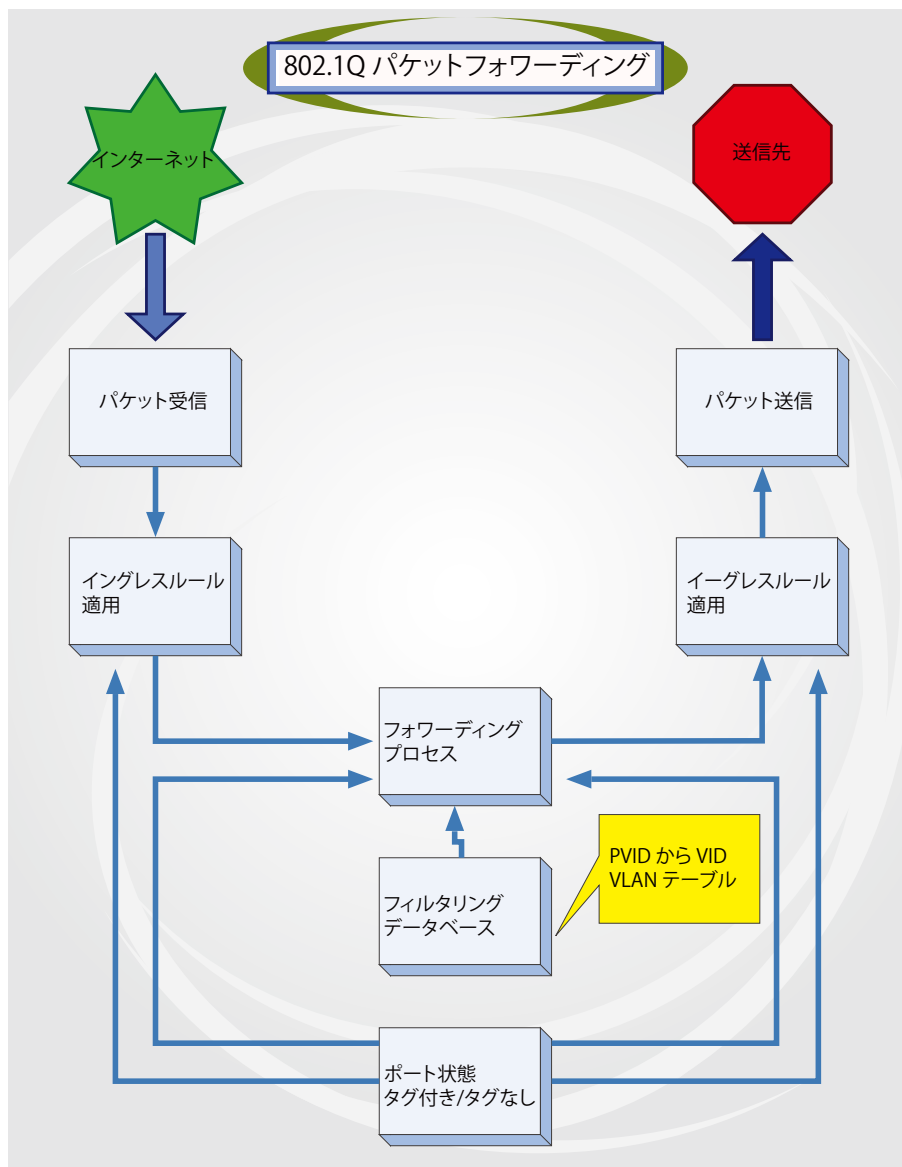 802.1Q パケットフォワーディング
インターネット
送信先
パケット受信
パケット送信
イングレスルール
適用
イーグレスルール
適用
フォワーディング
プロセス
PVID から VID
VLAN テーブル
フィルタリング
データベース
ポート状態
タグ付き/タグなし